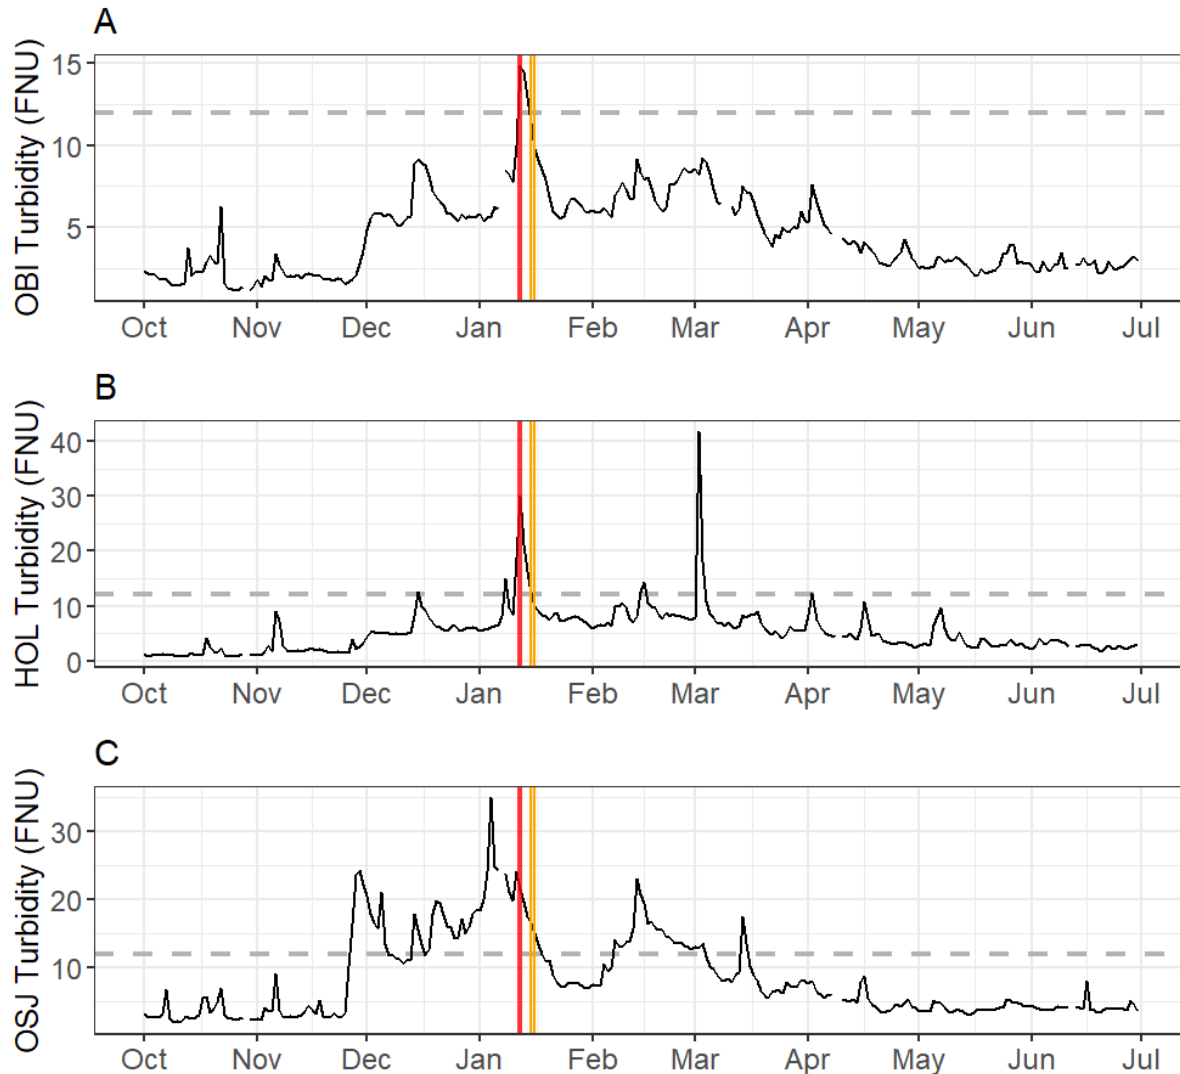 A
OBI Turbidity (FNU)
15
10
5
Oct Nov Dec Jan Feb Mar Apr May Jun Jul
B
HOL Turbidity (FNU)
40
30
20
10
0
Oct Nov Dec Jan Feb Mar Apr May Jun Jul
C
OSJ Turbidity (FNU)
30
20
10
Oct Nov Dec Jan Feb Mar Apr May Jun Jul